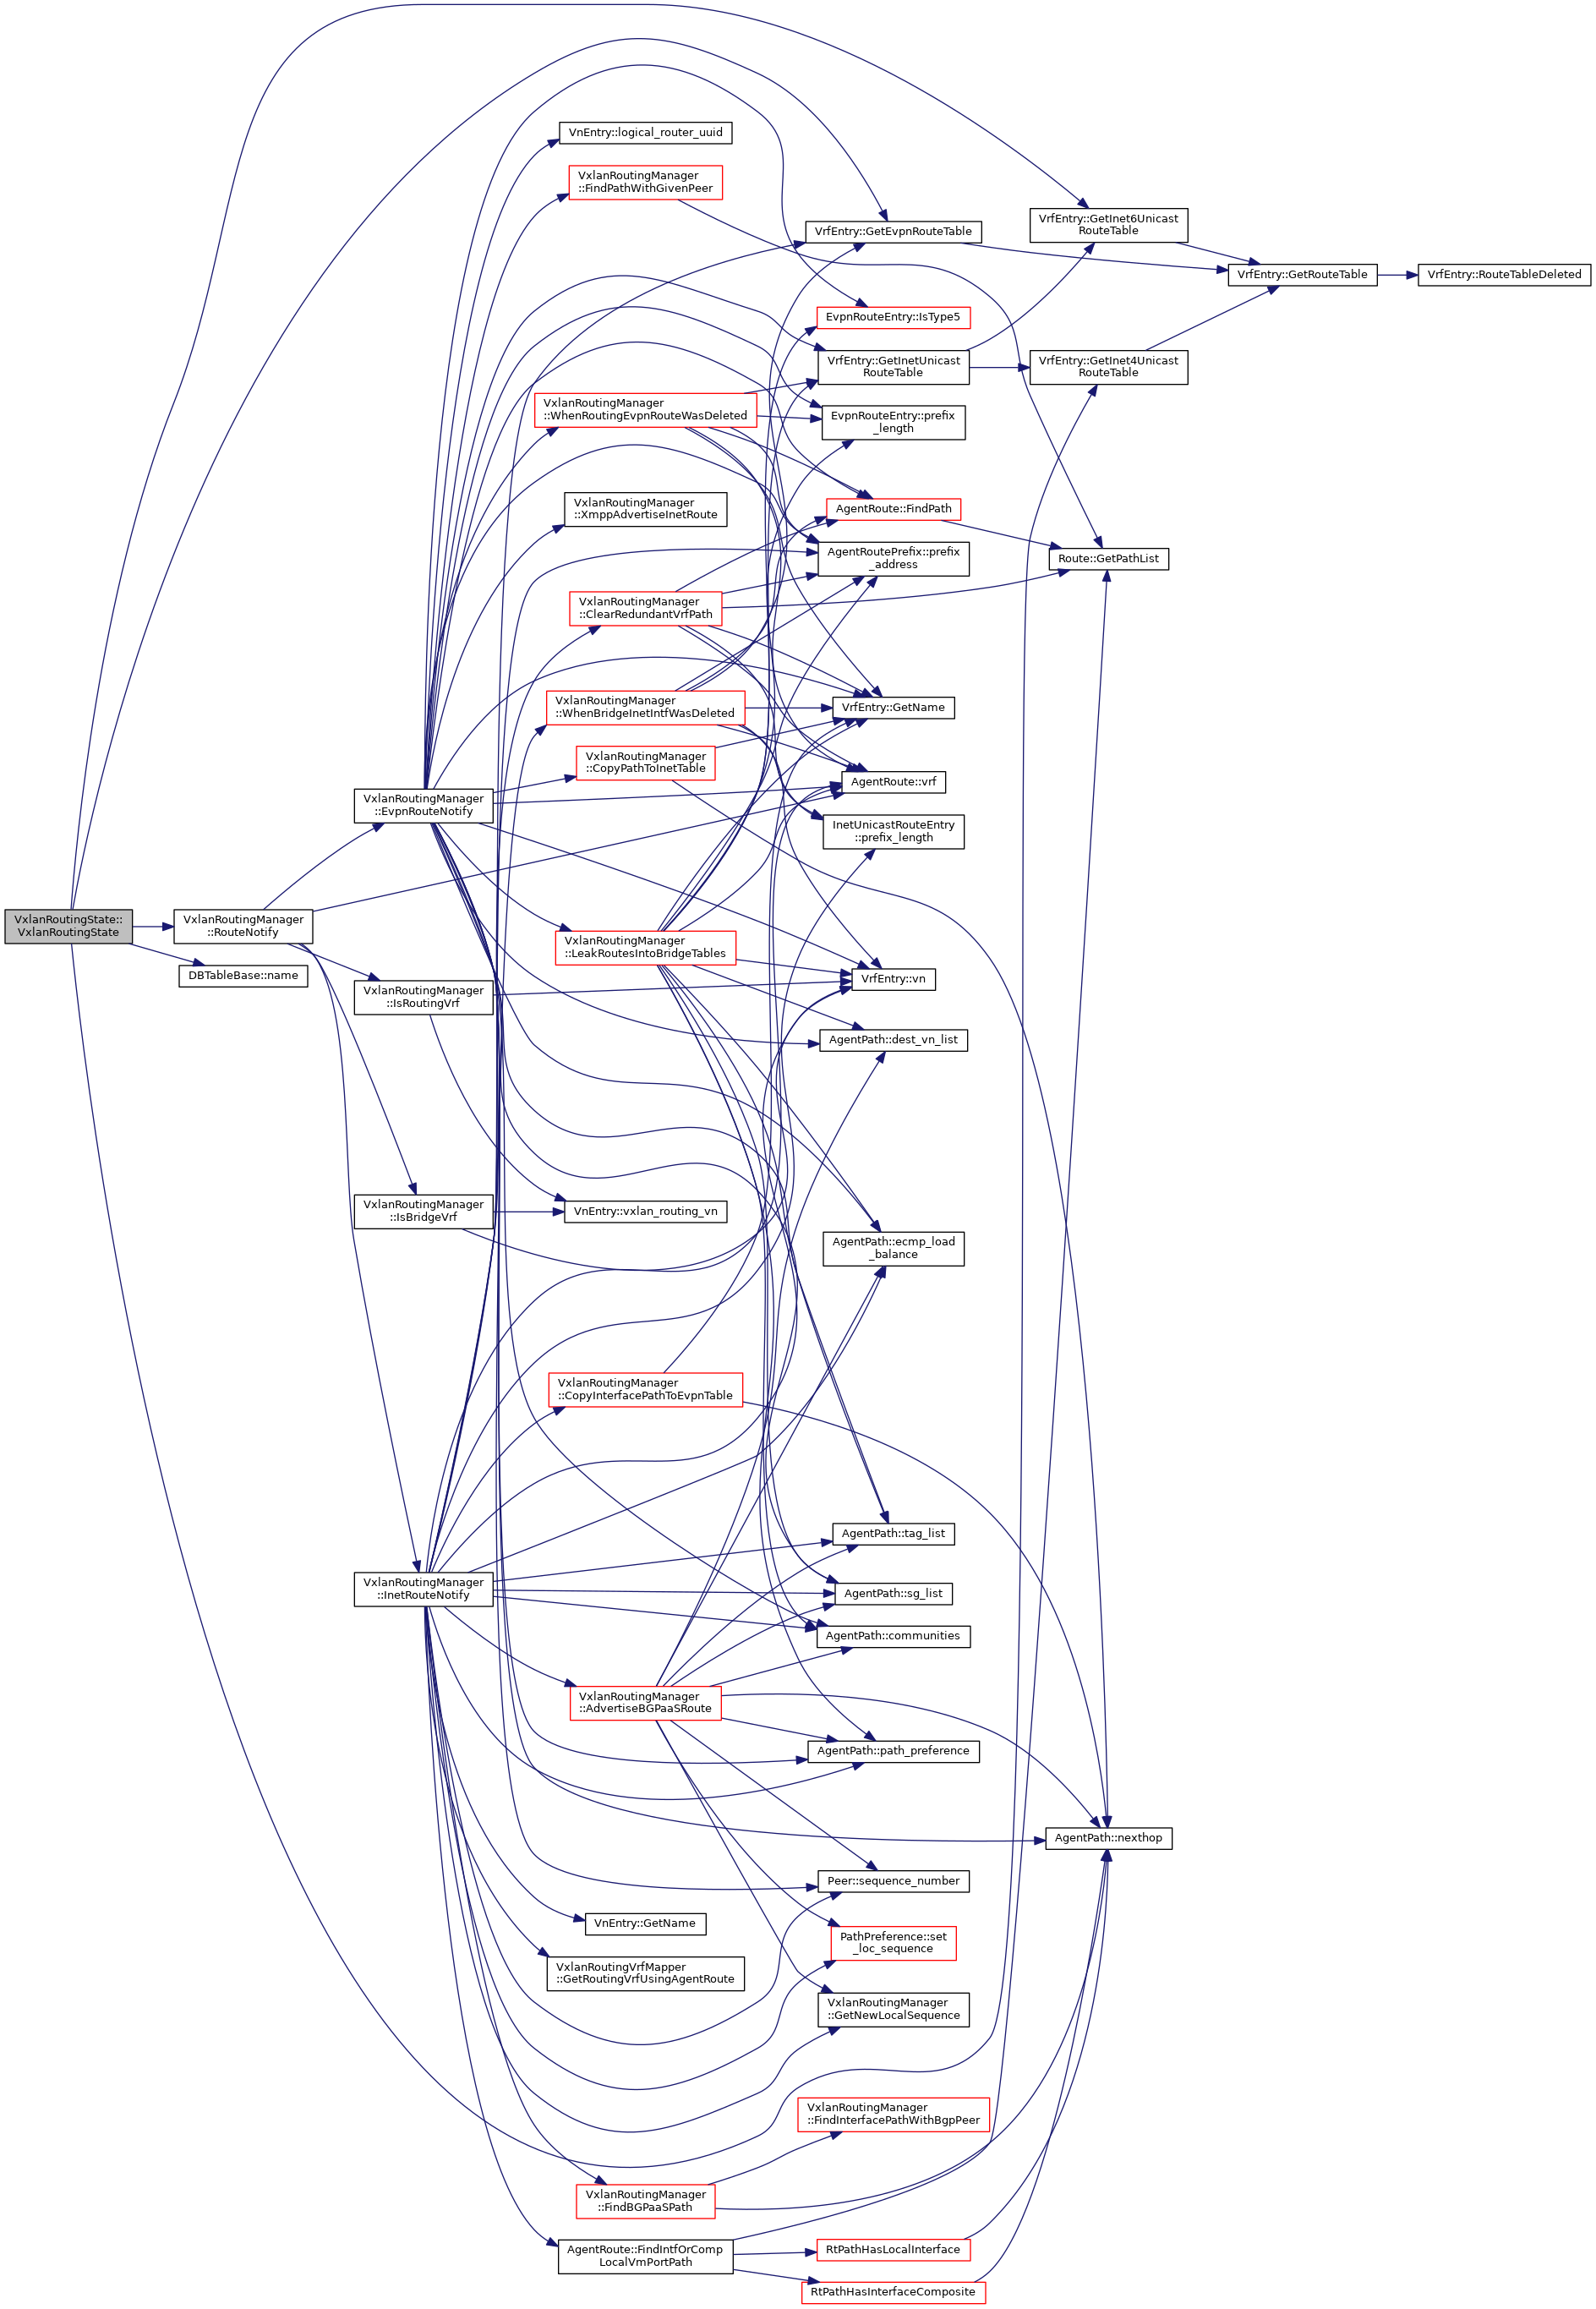 VxlanRoutingState::
VxlanRoutingState
VxlanRoutingManager
::RouteNotify
DBTableBase::name
VxlanRoutingManager
::EvpnRouteNotify
VxlanRoutingManager
::IsRoutingVrf
VxlanRoutingManager
::IsBridgeVrf
VxlanRoutingManager
::InetRouteNotify
VnEntry::logical_router_uuid
VxlanRoutingManager
::FindPathWithGivenPeer
VxlanRoutingManager
::WhenRoutingEvpnRouteWasDeleted
VxlanRoutingManager
::XmppAdvertiseInetRoute
VxlanRoutingManager
::ClearRedundantVrfPath
VxlanRoutingManager
::WhenBridgeInetIntfWasDeleted
VxlanRoutingManager
::CopyPathToInetTable
VxlanRoutingManager
::LeakRoutesIntoBridgeTables
VnEntry::vxlan_routing_vn
VxlanRoutingManager
::CopyInterfacePathToEvpnTable
VxlanRoutingManager
::AdvertiseBGPaaSRoute
VnEntry::GetName
VxlanRoutingVrfMapper
::GetRoutingVrfUsingAgentRoute
VxlanRoutingManager
::FindBGPaaSPath
AgentRoute::FindIntfOrComp
LocalVmPortPath
VrfEntry::GetEvpnRouteTable
EvpnRouteEntry::IsType5
VrfEntry::GetInetUnicast
RouteTable
EvpnRouteEntry::prefix
_length
AgentRoute::FindPath
AgentRoutePrefix::prefix
_address
VrfEntry::GetName
AgentRoute::vrf
InetUnicastRouteEntry
::prefix_length
VrfEntry::vn
AgentPath::dest_vn_list
AgentPath::ecmp_load
_balance
AgentPath::tag_list
AgentPath::sg_list
AgentPath::communities
AgentPath::path_preference
Peer::sequence_number
PathPreference::set
_loc_sequence
VxlanRoutingManager
::GetNewLocalSequence
VxlanRoutingManager
::FindInterfacePathWithBgpPeer
RtPathHasLocalInterface
RtPathHasInterfaceComposite
VrfEntry::GetInet6Unicast
RouteTable
VrfEntry::GetInet4Unicast
RouteTable
Route::GetPathList
AgentPath::nexthop
VrfEntry::GetRouteTable
VrfEntry::RouteTableDeleted